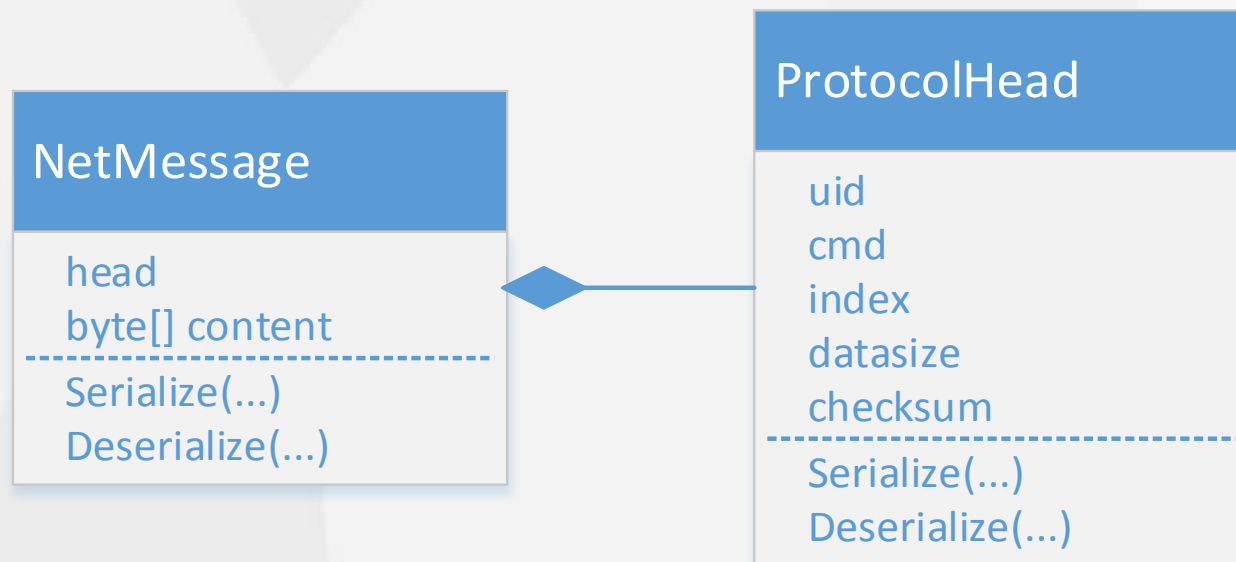 NetMessage
head
byte[] content
Serialize(...)
Deserialize(...)
ProtocolHead
uid
cmd
index
datasize
checksum
Serialize(...)
Deserialize(...)